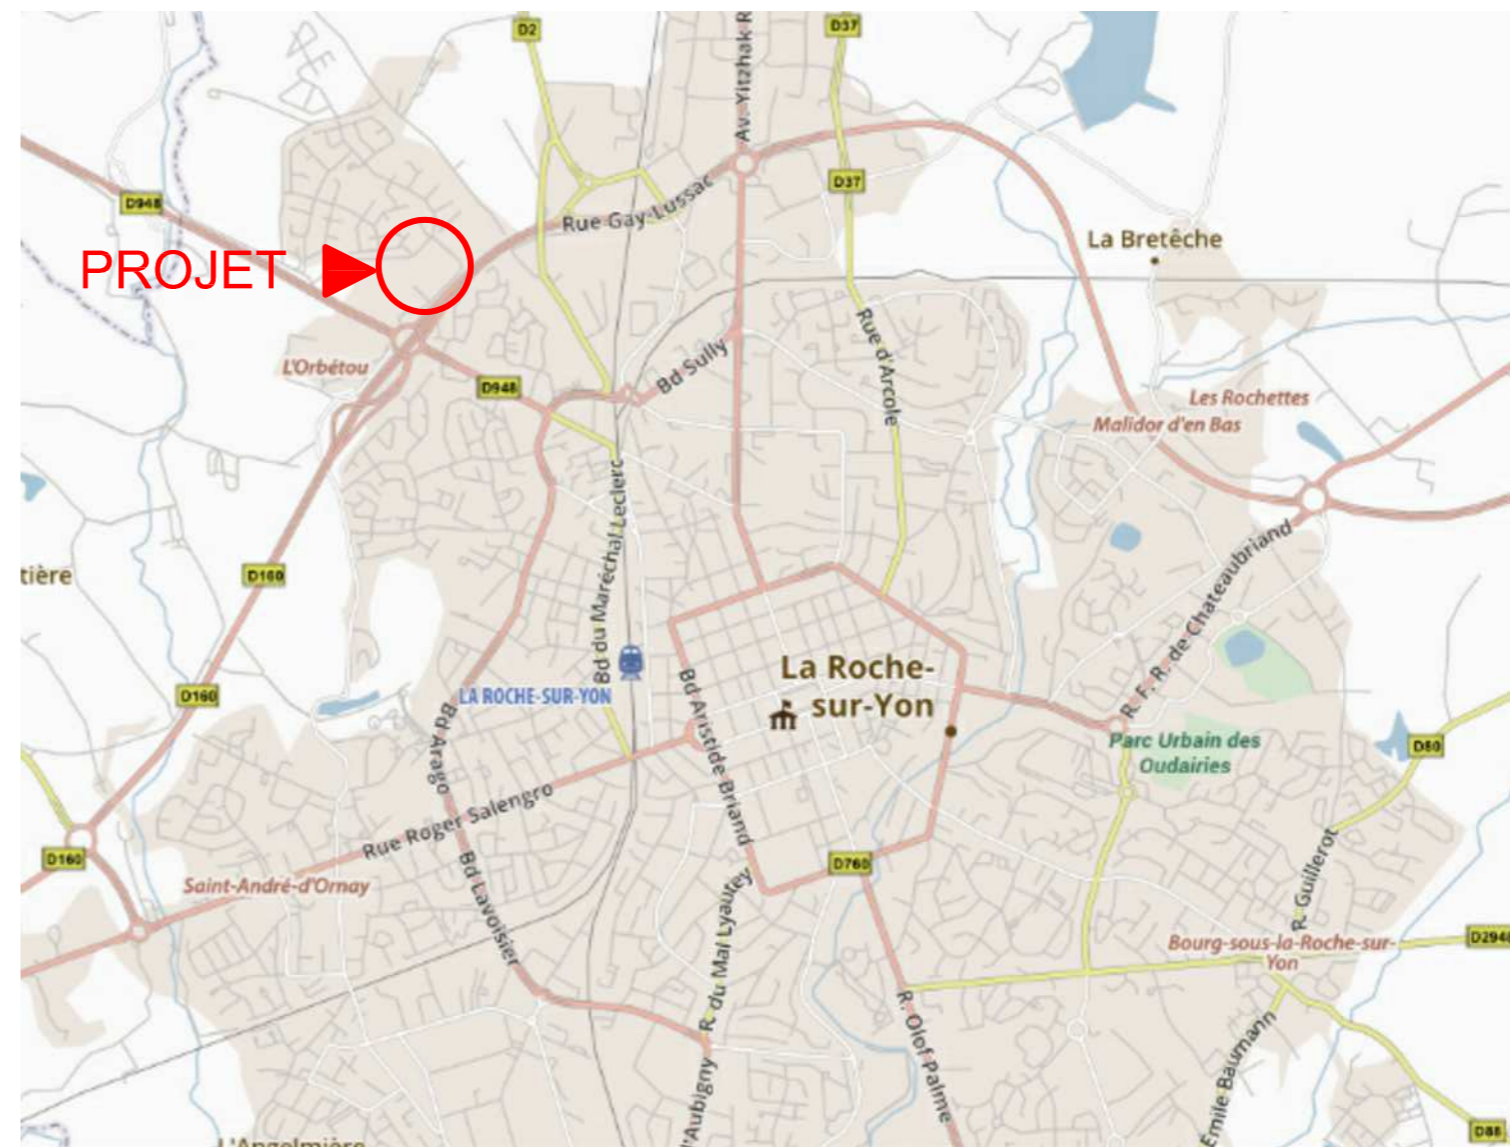 D2
D37
Av. Yitzhak R
D37
D948
Rue Gay-Lussac
La Bretêche
PROJET
Rue d'Arcole
L'Orbétou
Bd Sully
D948
Les Rochettes
Malidor d'en Bas
Bd du Maréchal Leclerc
R. F. R. de Chateaubriand
tière
D160
La Roche-
sur-Yon
D160
LA ROCHE-SUR-YON
Bd Aristide Briand
Bd Arago
Parc Urbain des
Oudairies
D80
Rue Roger Salengro
D160
D760
Saint-André-d'Ornay
Bd Lavoisier
R. du Mal Lyautey
R. Guillerot
Bourg-sous-la-Roche-sur-
Yon
D2948
R. Olof Palme
Émile Baumann
'Aubigny
D88
L'Angelmière